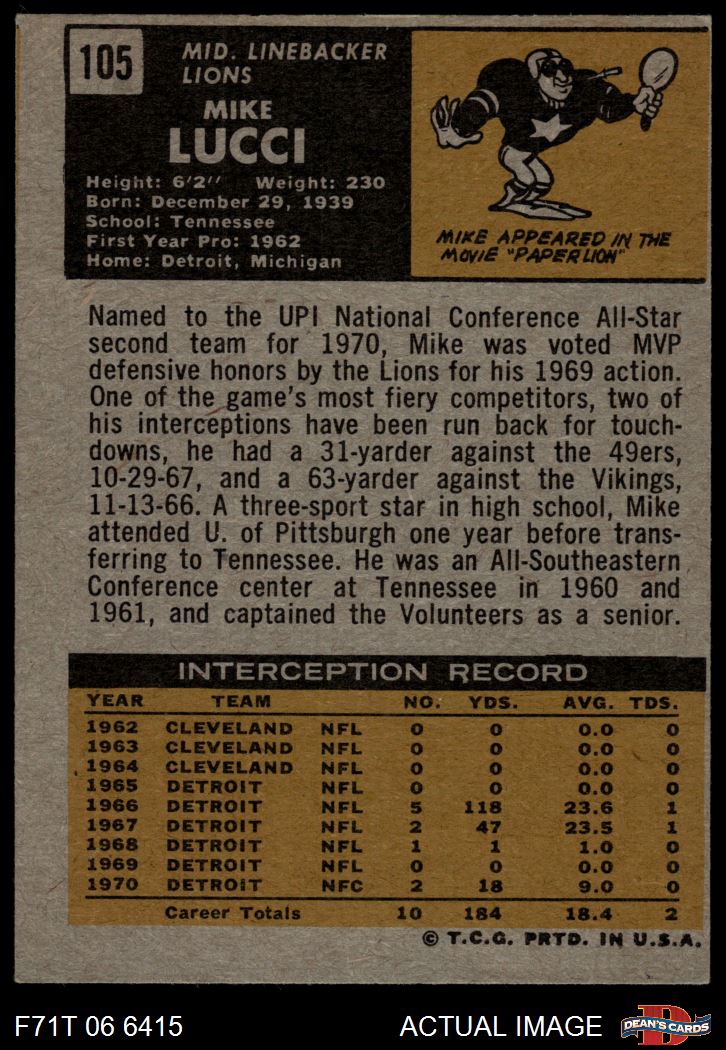 105
MID. LINEBACKER
LIONS
MIKE
LUCCI
Height: 6'2" Weight: 230
Born: December 29, 1939
School: Tennessee
First Year Pro: 1962
Home: Detroit, Michigan
MIKE APPEARED IN THE
MOVIE "PAPER LION"
Named to the UPI National Conference All-Star
second team for 1970, Mike was voted MVP
defensive honors by the Lions for his 1969 action.
One of the game's most fiery competitors, two of
his interceptions have been run back for touch-
downs, he had a 31-yarder against the 49ers,
10-29-67, and a 63-yarder against the Vikings,
11-13-66. A three-sport star in high school, Mike
attended U. of Pittsburgh one year before trans-
ferring to Tennessee. He was an All-Southeastern
Conference center at Tennessee in 1960 and
1961, and captained the Volunteers as a senior.
INTERCEPTION RECORD
YEAR TEAM NO. YDS. AVG. TDS.
1962 CLEVELAND NFL 0 0 0.0 0
1963 CLEVELAND NFL 0 0 0.0 0
1964 CLEVELAND NFL 0 0 0.0 0
1965 DETROIT NFL 0 0 0.0 0
1966 DETROIT NFL 5 118 23.6 1
1967 DETROIT NFL 2 47 23.5 1
1968 DETROIT NFL 1 1 1.0 0
1969 DETROIT NFL 0 0 0.0 0
1970 DETROIT NFC 2 18 9.0 0
Career Totals 10 184 18.4 2
© T.C.G. PRTD. IN U.S.A.
F71T 06 6415
ACTUAL IMAGE
D
DEAN'S CARDS